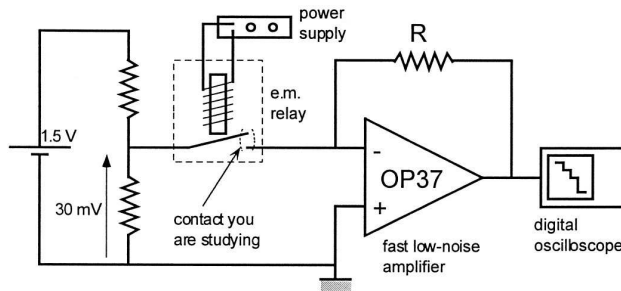 power
supply
R
e.m.
relay
1.5 V
-
OP37
+
30 mV
contact you
are studying
fast low-noise
amplifier
digital
oscilloscope